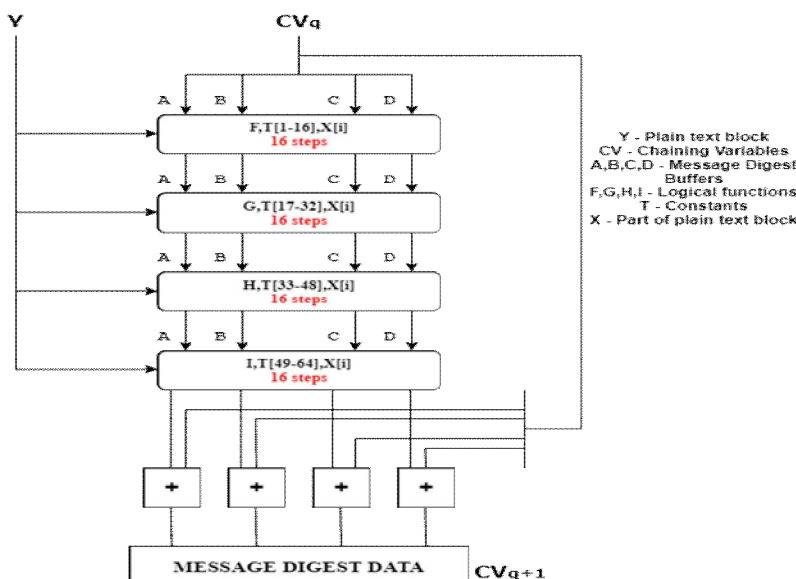 Y
CVq
A B C D
F,T[1-16],X[i]
16 steps
A B C D
G,T[17-32],X[i]
16 steps
A B C D
H,T[33-48],X[i]
16 steps
A B C D
I,T[49-64],X[i]
16 steps
+ + + +
MESSAGE DIGEST DATA
CVq+1
Y - Plain text block
CV - Chaining Variables
A,B,C,D - Message Digest
Buffers
F,G,H,I - Logical functions
T - Constants
X - Part of plain text block